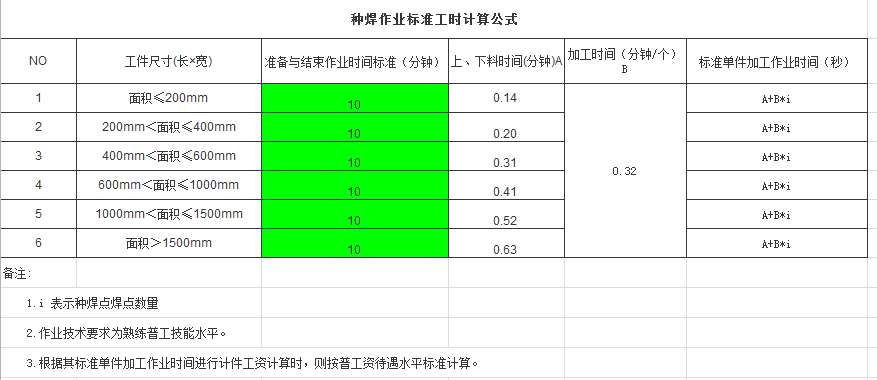 种焊作业标准工时计算公式
NO 工件尺寸(长×宽) 准备与结束作业时间标准（分钟） 上、下料时间(分钟)A 加工时间（分钟/个）B 标准单件加工作业时间（秒）
1 面积≤200mm 10 0.14 0.32 A+B*i
2 200mm＜面积≤400mm 10 0.20 A+B*i
3 400mm＜面积≤600mm 10 0.31 A+B*i
4 600mm＜面积≤1000mm 10 0.41 A+B*i
5 1000mm＜面积≤1500mm 10 0.52 A+B*i
6 面积＞1500mm 10 0.63 A+B*i
备注:
1.i 表示种焊点焊点数量
2.作业技术要求为熟练普工技能水平。
3.根据其标准单件加工作业时间进行计件工资计算时，则按普工资待遇水平标准计算。